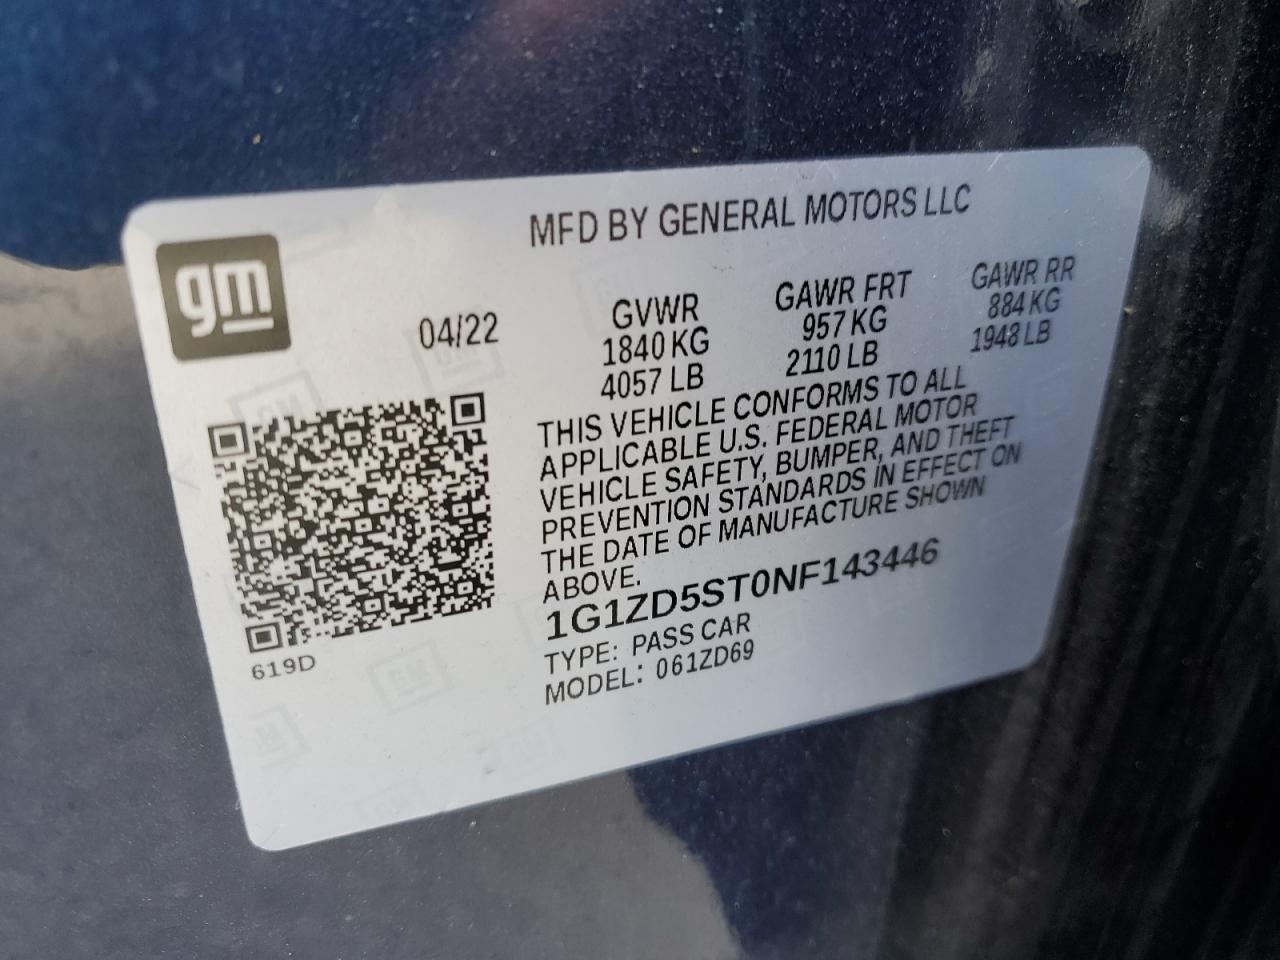 MFD BY GENERAL MOTORS LLC
gm
04/22
GVWR
1840 KG
4057 LB
GAWR FRT
957 KG
2110 LB
GAWR RR
884 KG
1948 LB
THIS VEHICLE CONFORMS TO ALL
APPLICABLE U.S. FEDERAL MOTOR
VEHICLE SAFETY, BUMPER, AND THEFT
PREVENTION STANDARDS IN EFFECT ON
THE DATE OF MANUFACTURE SHOWN
ABOVE.
1G1ZD5ST0NF143446
TYPE: PASS CAR
MODEL: 061ZD69
619D